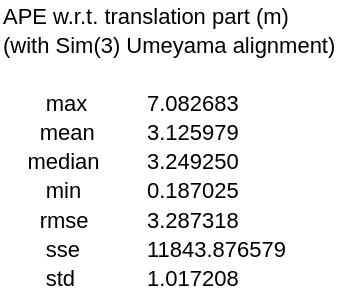 APE w.r.t. translation part (m)
(with Sim(3) Umeyama alignment)
max 7.082683
mean 3.125979
median 3.249250
min 0.187025
rmse 3.287318
sse 11843.876579
std 1.017208